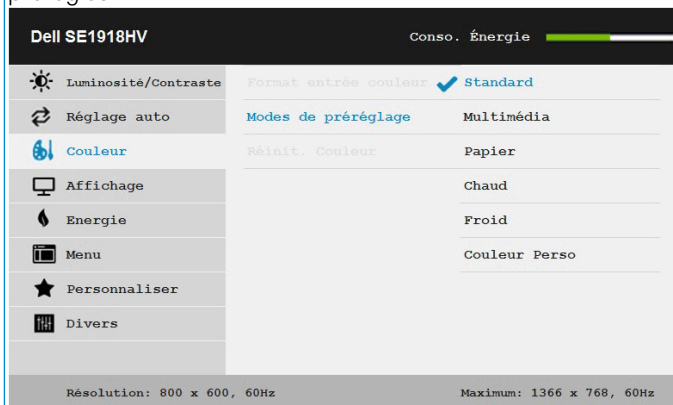 Dell SE1918HV Conso. Énergie
Luminosité/Contraste Format entrée couleur Standard
Réglage auto Modes de préréglage Multimédia
Couleur Réinit. Couleur Papier
Affichage Chaud
Energie Froid
Menu Couleur Perso
Personnaliser
Divers
Résolution: 800 x 600, 60Hz Maximum: 1366 x 768, 60Hz